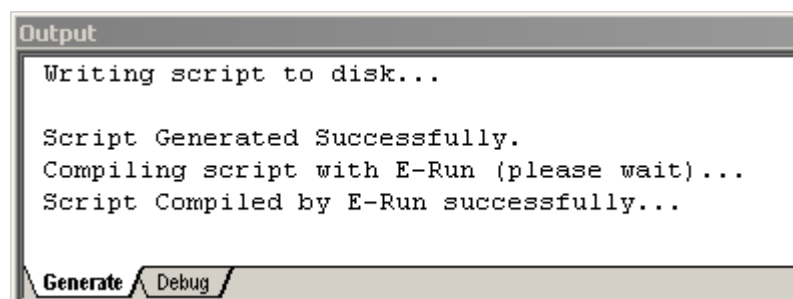 Output
Writing script to disk...
Script Generated Successfully.
Compiling script with E-Run (please wait)...
Script Compiled by E-Run successfully...
Generate Debug